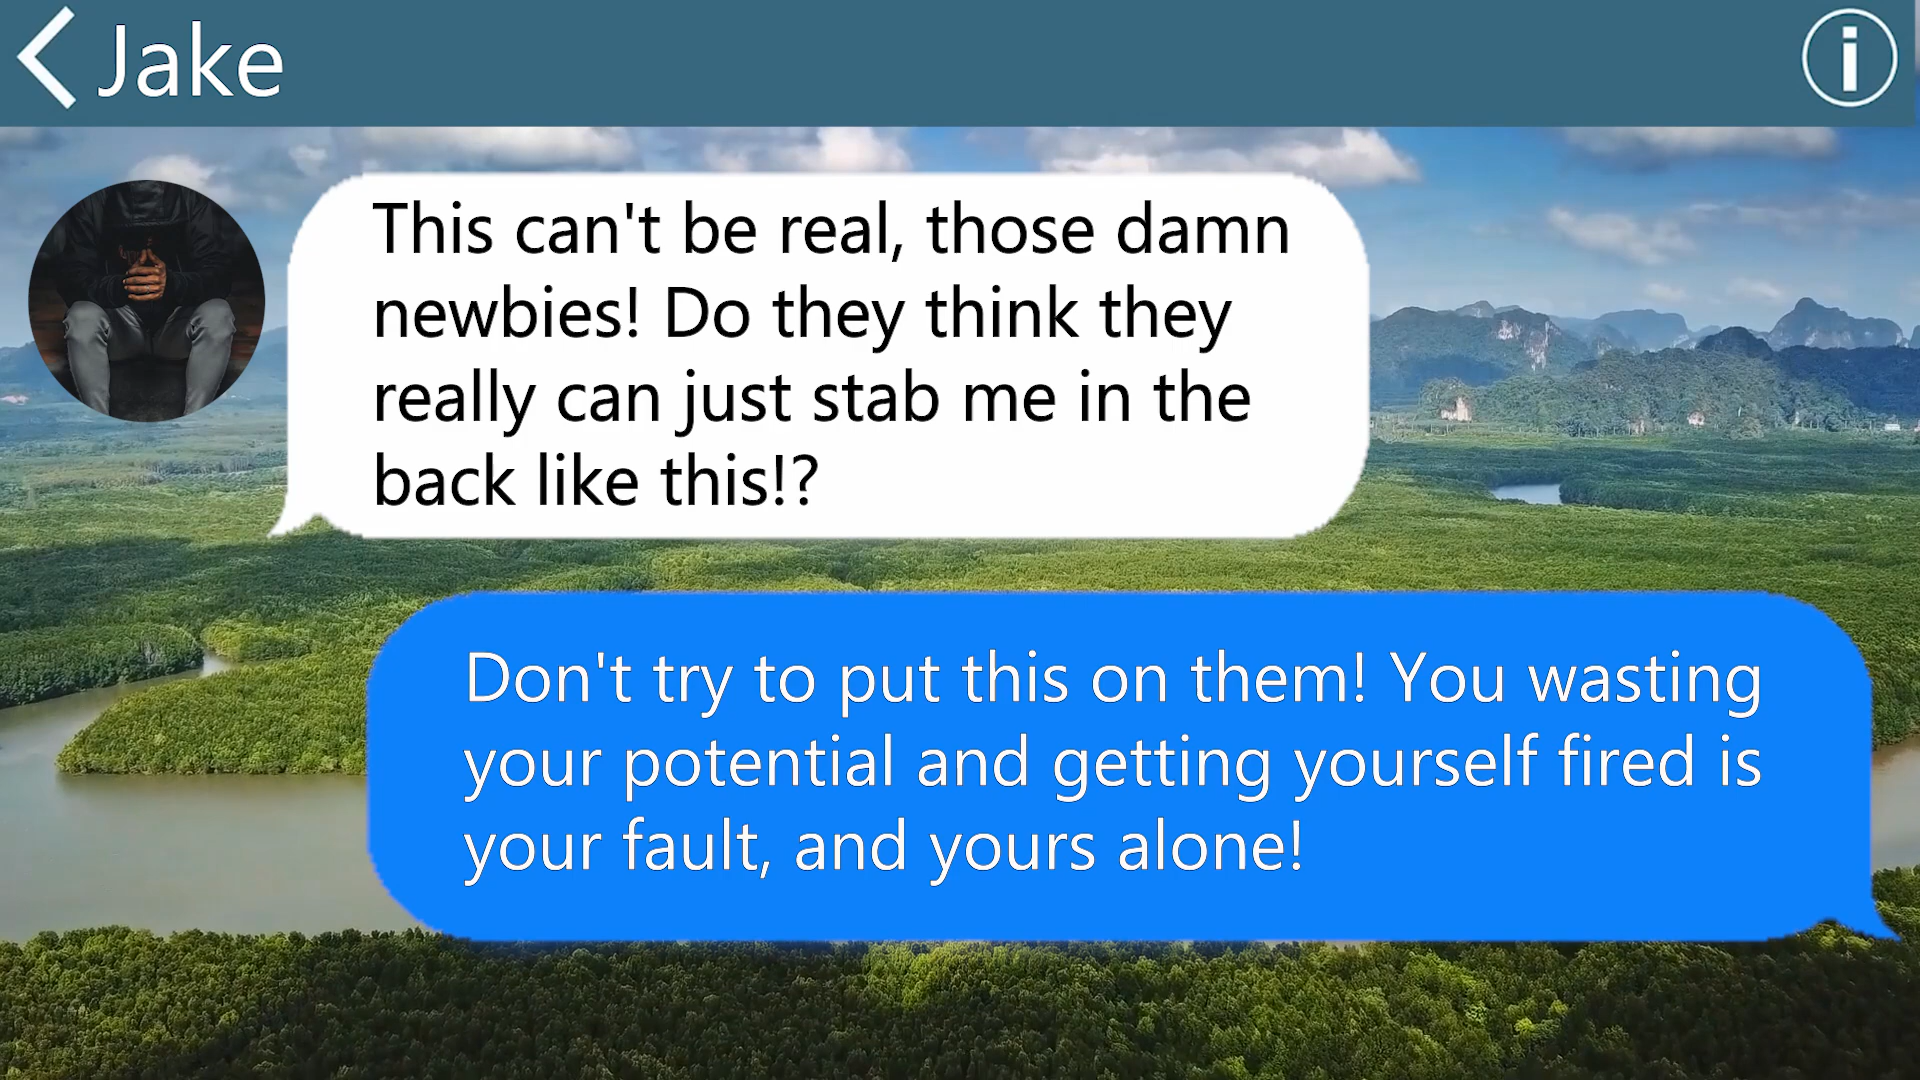 Jake
This can't be real, those damn
newbies! Do they think they
really can just stab me in the
back like this!?
Don't try to put this on them! You wasting
your potential and getting yourself fired is
your fault, and yours alone!